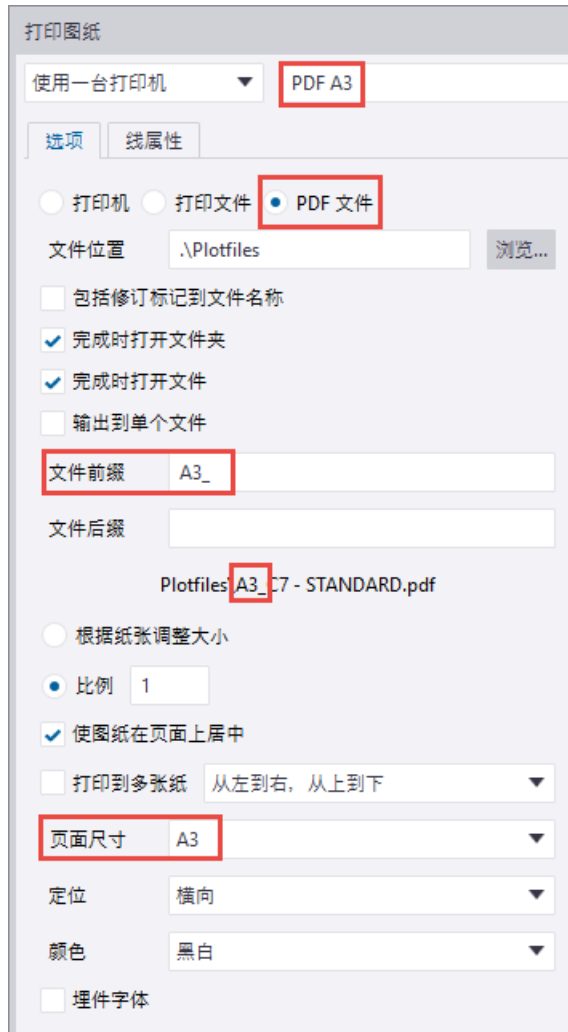 打印图纸
使用一台打印机 PDF A3
选项 线属性
打印机 打印文件 PDF 文件
文件位置 .\Plotfiles 浏览...
包括修订标记到文件名称
完成时打开文件夹
完成时打开文件
输出到单个文件
文件前缀 A3_
文件后缀
Plotfiles\A3_C7 - STANDARD.pdf
根据纸张调整大小
比例 1
使图纸在页面上居中
打印到多张纸 从左到右, 从上到下
页面尺寸 A3
定位 横向
颜色 黑白
埋件字体